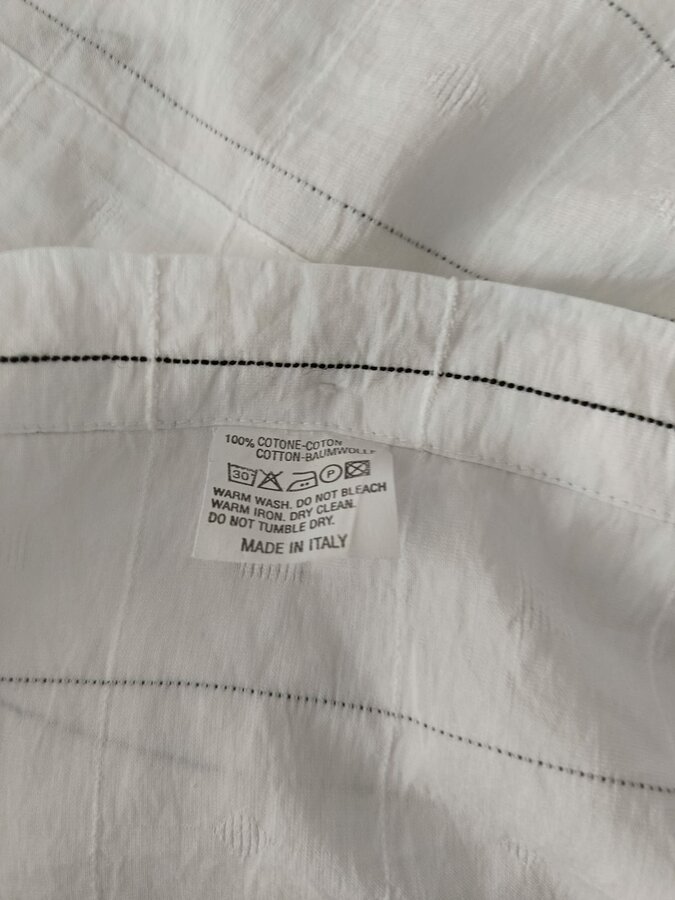 100% COTONE-COTON
COTTON-BAUMWOLLE
30° P
WARM WASH. DO NOT BLEACH
WARM IRON. DRY CLEAN.
DO NOT TUMBLE DRY.
MADE IN ITALY